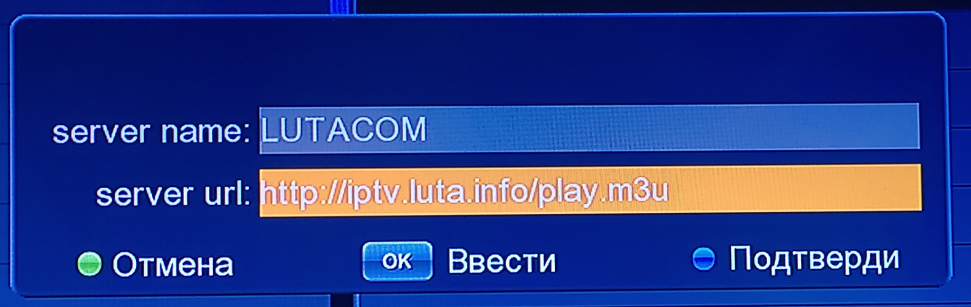 server name: LUTACOM
server url: http://iptv.luta.info/play.m3u
Отмена OK Ввести Подтверди